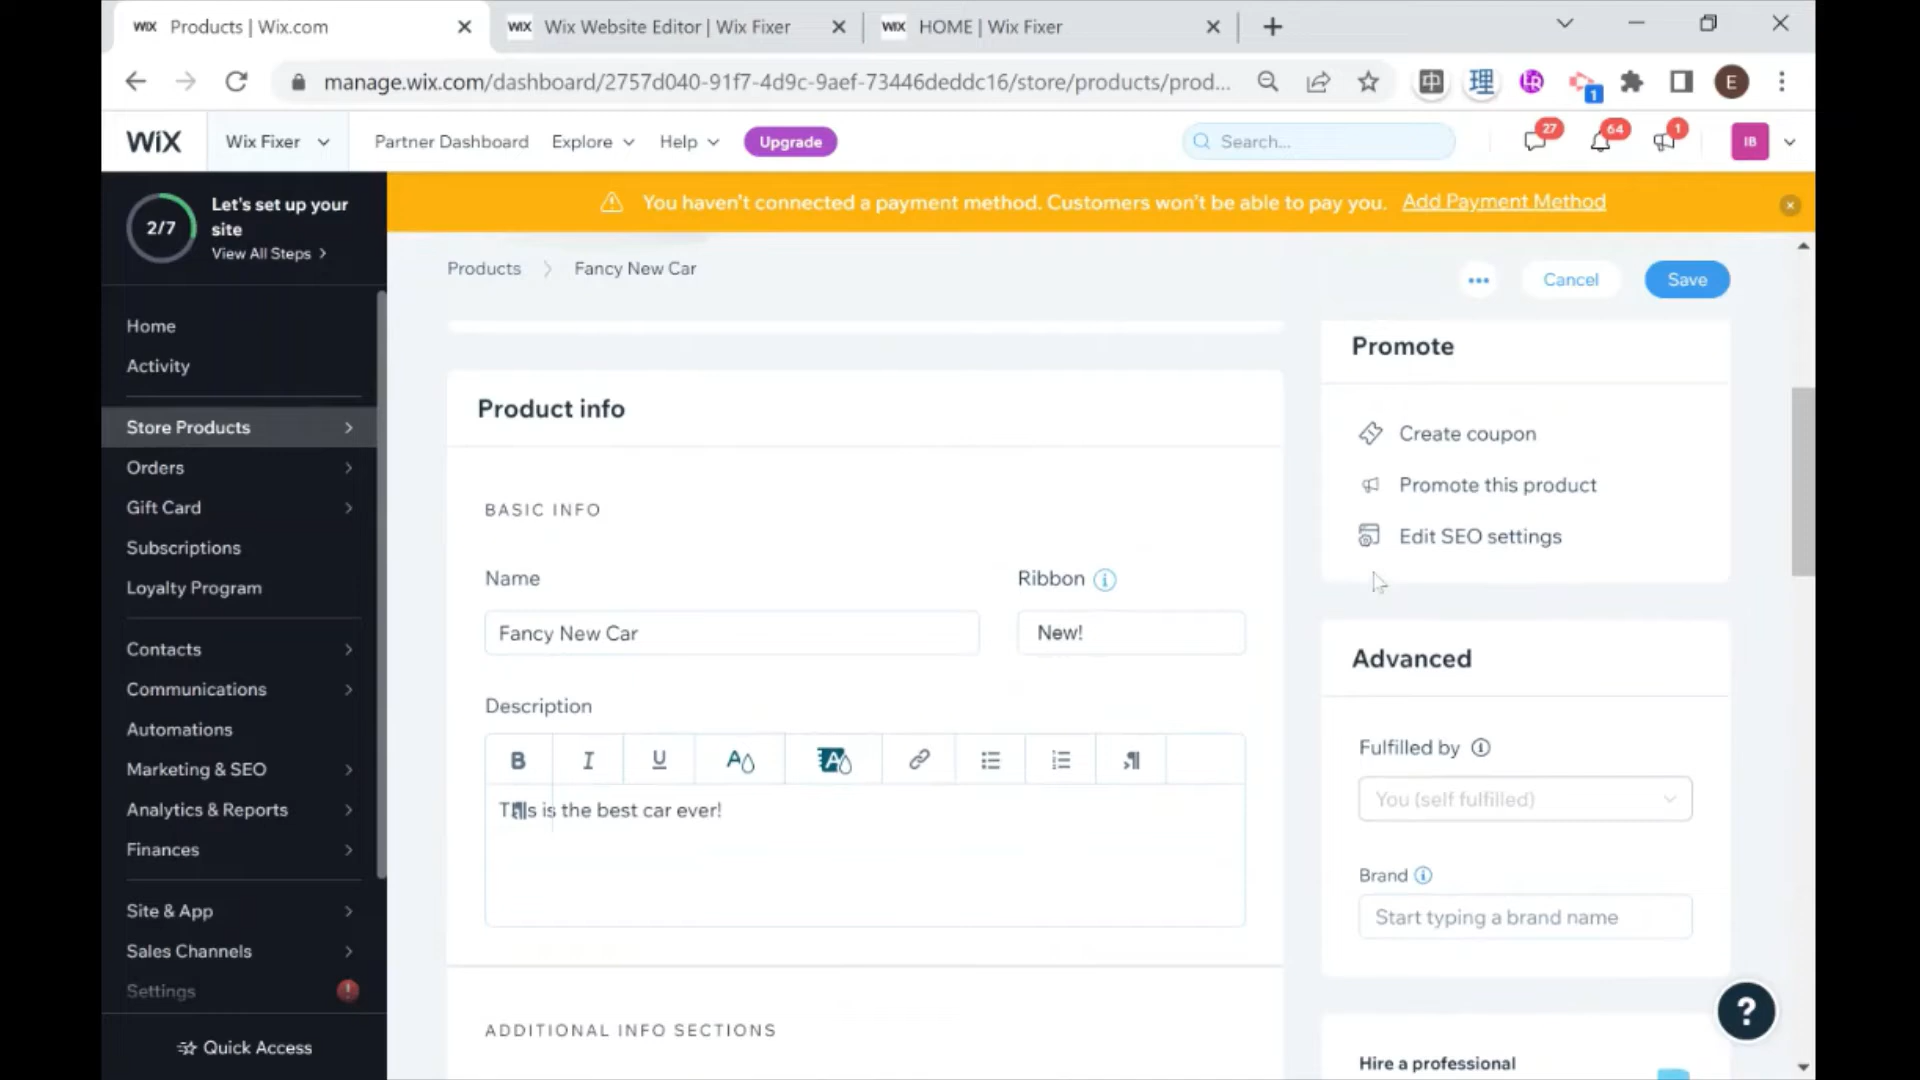 WIX Products | Wix.com
WIX Wix Website Editor | Wix Fixer
WIX HOME | Wix Fixer
manage.wix.com/dashboard/2757d040-91f7-4d9c-9aef-73446deddc16/store/products/prod...
中
理
1
E
WiX
Wix Fixer
Partner Dashboard
Explore
Help
Upgrade
Search...
27
64
1
IB
2/7
Let's set up your
site
View All Steps >
You haven't connected a payment method. Customers won't be able to pay you. Add Payment Method
Home
Activity
Store Products
Orders
Gift Card
Subscriptions
Loyalty Program
Contacts
Communications
Automations
Marketing & SEO
Analytics & Reports
Finances
Site & App
Sales Channels
Settings
Quick Access
Products > Fancy New Car
Cancel
Save
Product info
BASIC INFO
Name
Ribbon
Fancy New Car
New!
Description
B I U A A
This is the best car ever!
ADDITIONAL INFO SECTIONS
Promote
Create coupon
Promote this product
Edit SEO settings
Advanced
Fulfilled by
You (self fulfilled)
Brand
Start typing a brand name
Hire a professional
?